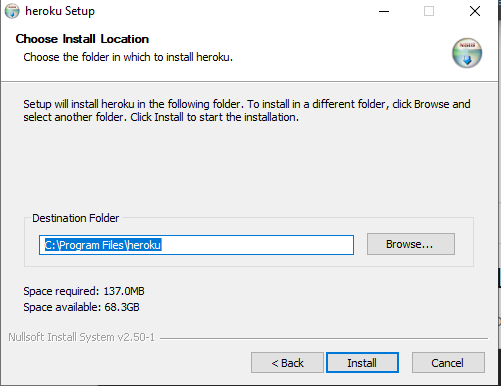 heroku Setup
Choose Install Location
Choose the folder in which to install heroku.
Setup will install heroku in the following folder. To install in a different folder, click Browse and
select another folder. Click Install to start the installation.
Destination Folder
C:\Program Files\heroku
Browse...
Space required: 137.0MB
Space available: 68.3GB
Nullsoft Install System v2.50-1
< Back
Install
Cancel